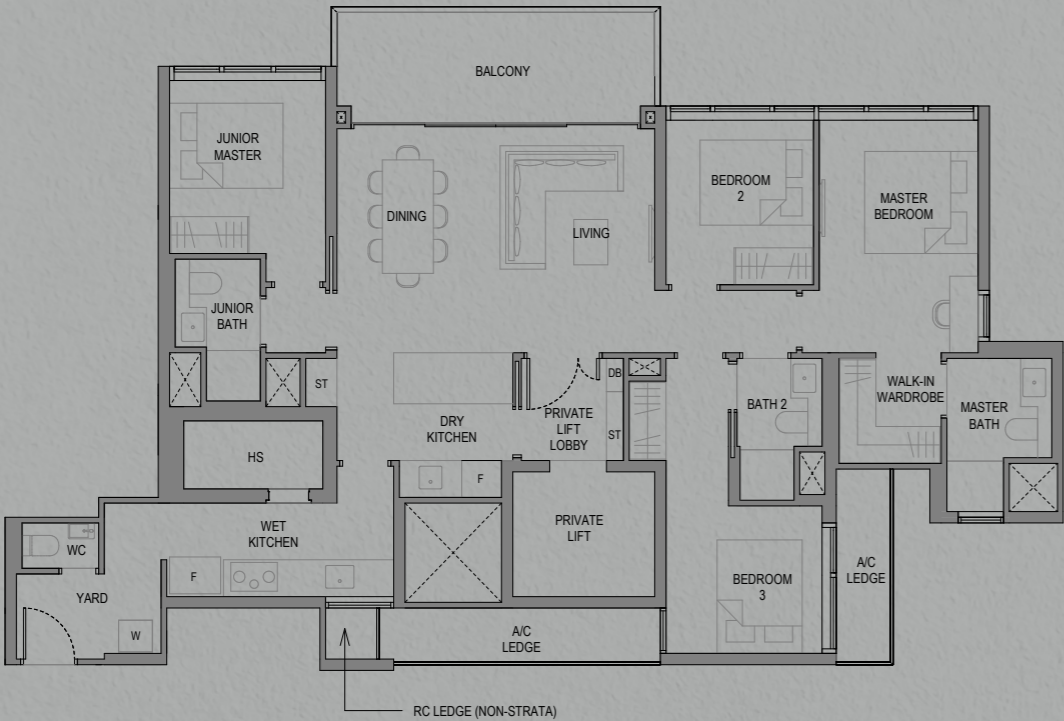 BALCONY
JUNIOR
MASTER
DINING
LIVING
BEDROOM
2
MASTER
BEDROOM
JUNIOR
BATH
ST
DB
PRIVATE
LIFT
LOBBY
ST
DRY
KITCHEN
F
BATH 2
WALK-IN
WARDROBE
MASTER
BATH
HS
WET
KITCHEN
PRIVATE
LIFT
WC
YARD
F
W
BEDROOM
3
A/C
LEDGE
A/C
LEDGE
RC LEDGE (NON-STRATA)